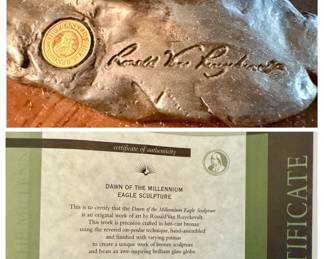 Ronald Van Ruyckevelt
certificate of authenticity
DAWN OF THE MILLENNIUM
EAGLE SCULPTURE
This is to certify that the Dawn of the Millennium Eagle Sculpture
is an original work of art by Ronald Van Ruyckevelt.
This work is precision crafted in hot-cast bronze
using the revered cire-perdue technique, hand-assembled
and finished with varying patinas
to create a unique work of bronze sculpture
and bears an awe-inspiring brilliant glass globe.
CERTIFICATE